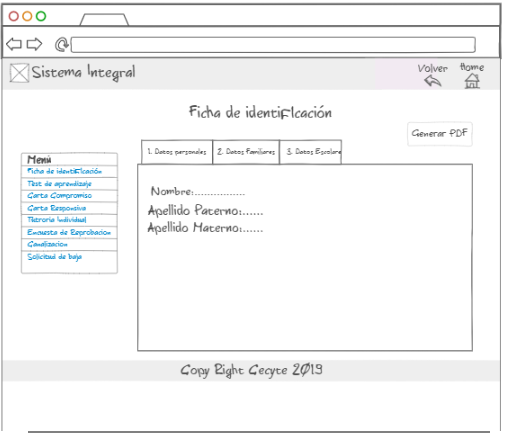 @
Sistema Integral
Volver
Home
Ficha de identificación
Generar PDF
1. Datos personales
2. Datos Familiares
3. Datos Escolare
Menú
Ficha de identificación
Test de aprendizaje
Carta Compromiso
Carta Responsiva
Tutoria Individual
Encuesta de Reprobacion
Canalizacion
Solicitud de baja
Nombre:................
Apellido Paterno:......
Apellido Materno:......
Copy Right Cecyte 2019